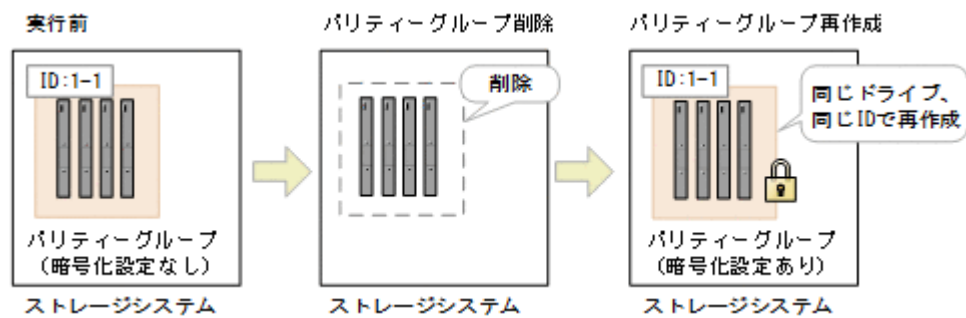 実行前
ID:1-1
パリティーグループ
(暗号化設定なし)
ストレージシステム
パリティーグループ削除
削除
ストレージシステム
パリティーグループ再作成
ID:1-1
同じドライブ、
同じIDで再作成
パリティーグループ
(暗号化設定あり)
ストレージシステム